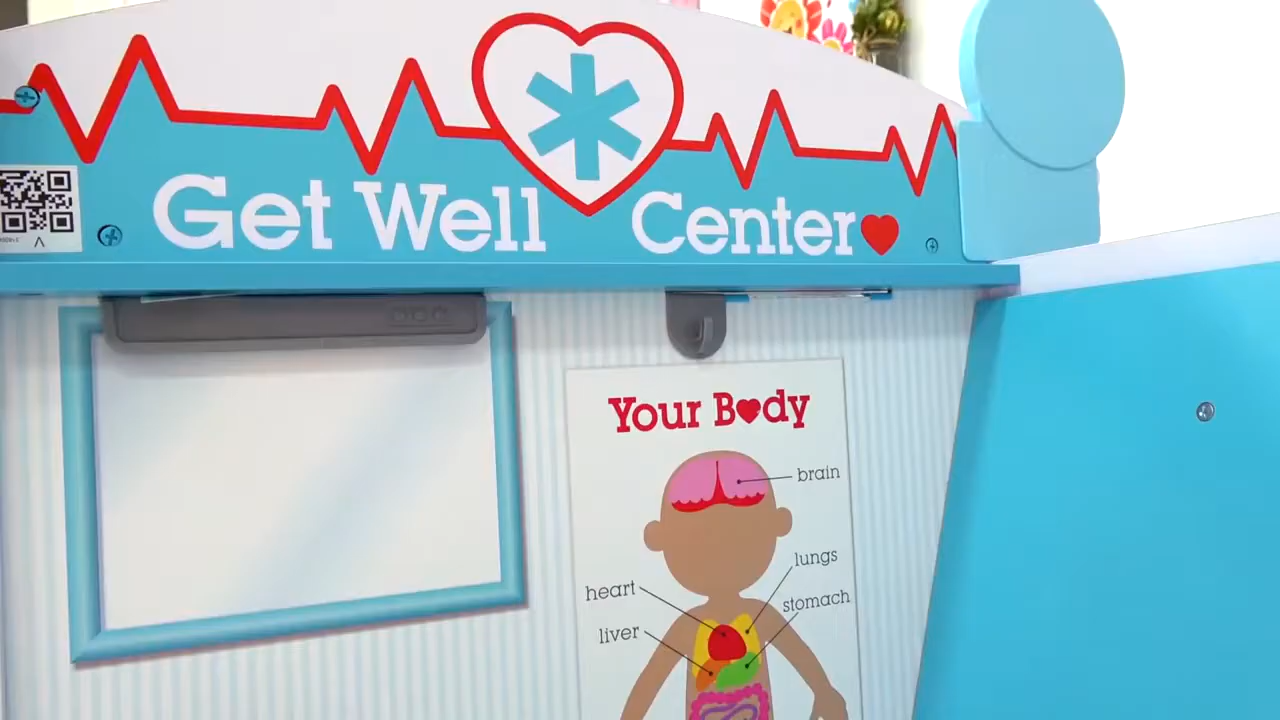 Get Well Center
Your Body
brain
lungs
heart
stomach
liver